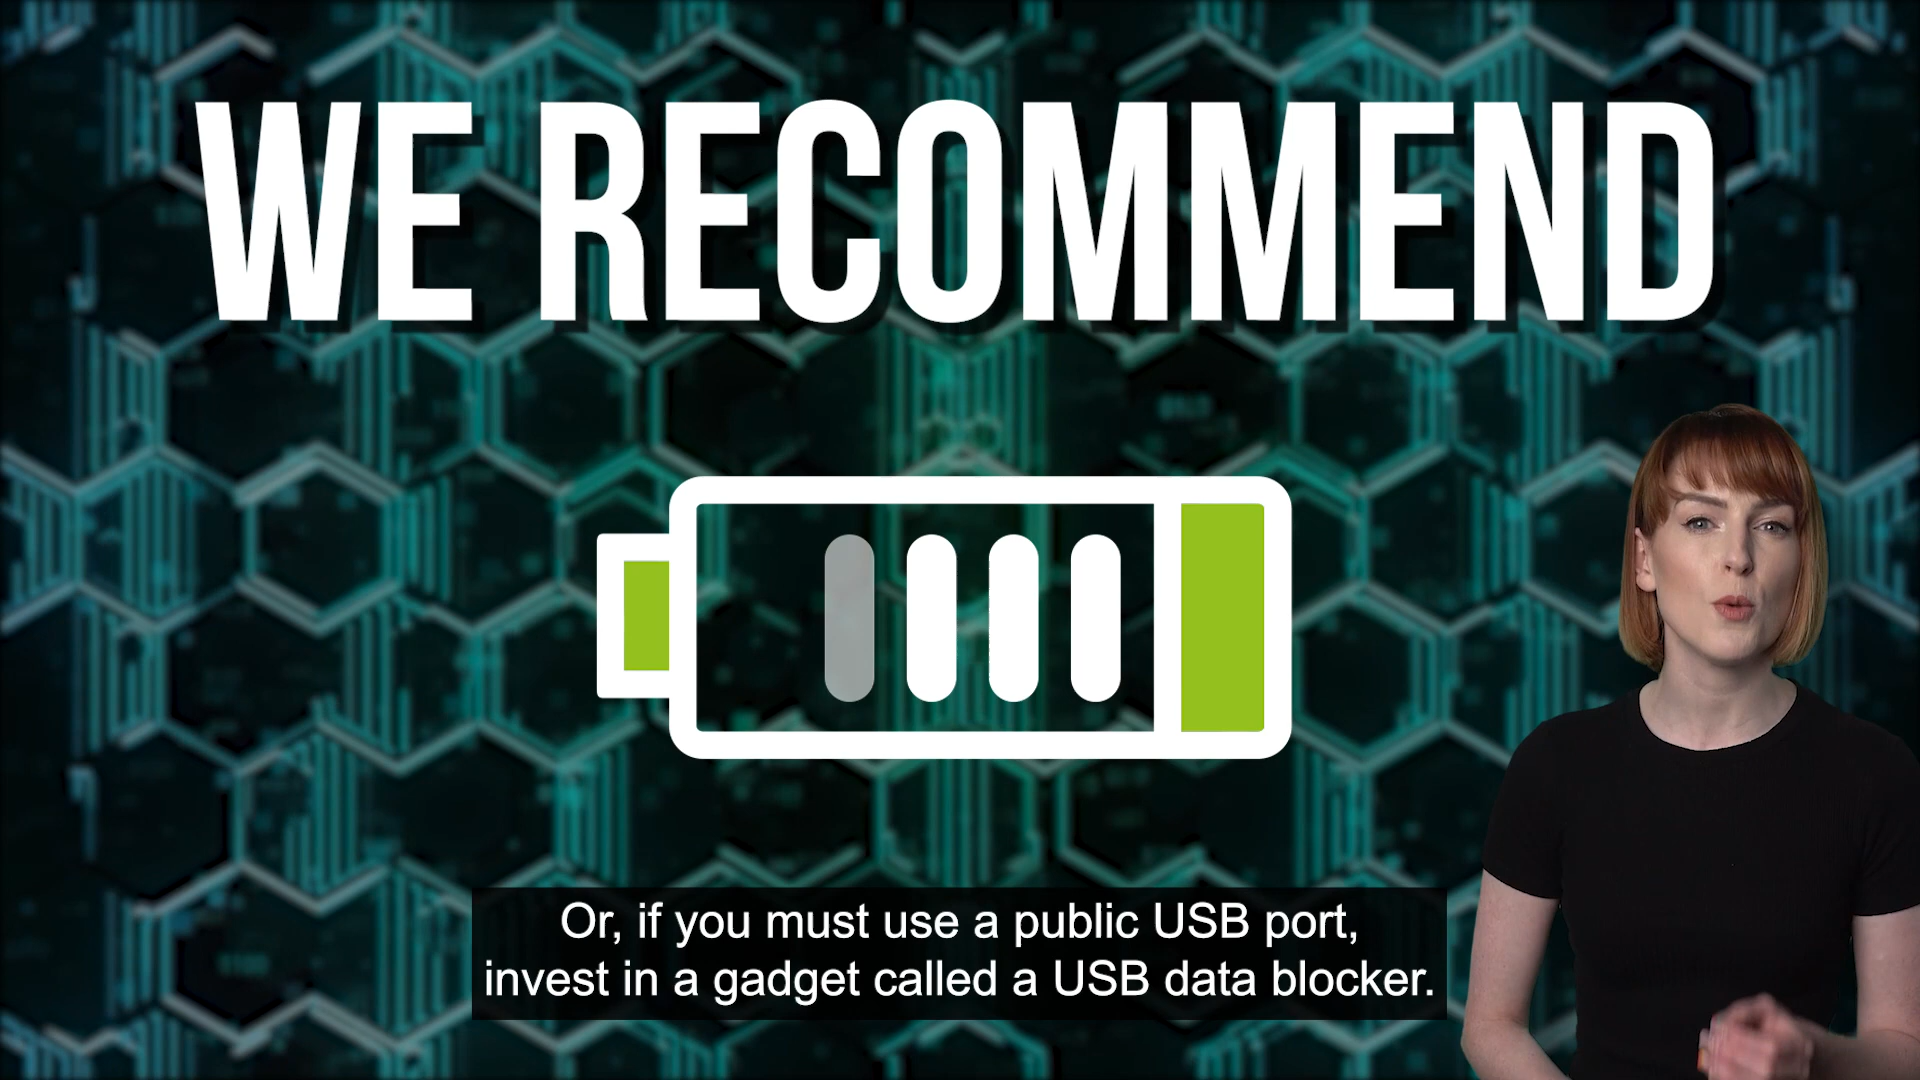 WE RECOMMEND
Or, if you must use a public USB port,
invest in a gadget called a USB data blocker.